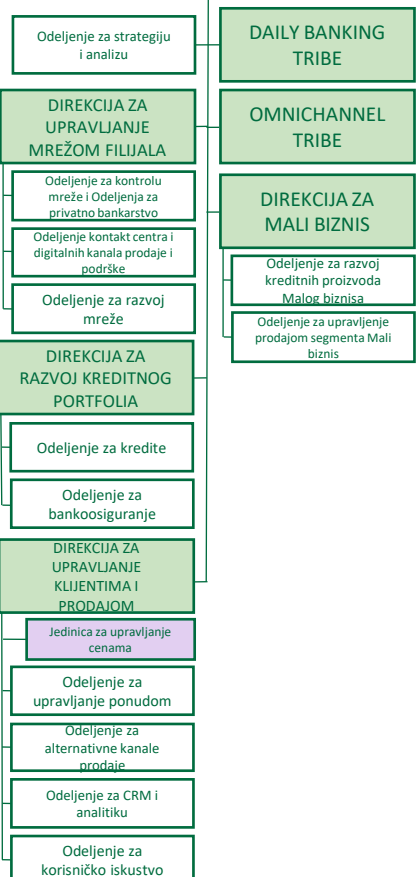 Odeljenje za strategiju
i analizu
DIREKCIJA ZA
UPRAVLJANJE
MREŽOM FILIJALA
Odeljenje za kontrolu
mreže i Odeljenja za
privatno bankarstvo
Odeljenje kontakt centra i
digitalnih kanala prodaje i
podrške
Odeljenje za razvoj
mreže
DIREKCIJA ZA
RAZVOJ KREDITNOG
PORTFOLIA
Odeljenje za kredite
Odeljenje za
bankoosiguranje
DIREKCIJA ZA
UPRAVLJANJE
KLIJENTIMA I
PRODAJOM
Jedinica za upravljanje
cenama
Odeljenje za
upravljanje ponudom
Odeljenje za
alternativne kanale
prodaje
Odeljenje za CRM i
analitiku
Odeljenje za
korisničko iskustvo
DAILY BANKING
TRIBE
OMNICHANNEL
TRIBE
DIREKCIJA ZA
MALI BIZNIS
Odeljenje za razvoj
kreditnih proizvoda
Malog biznisa
Odeljenje za upravljenje
prodajom segmenta Mali
biznis